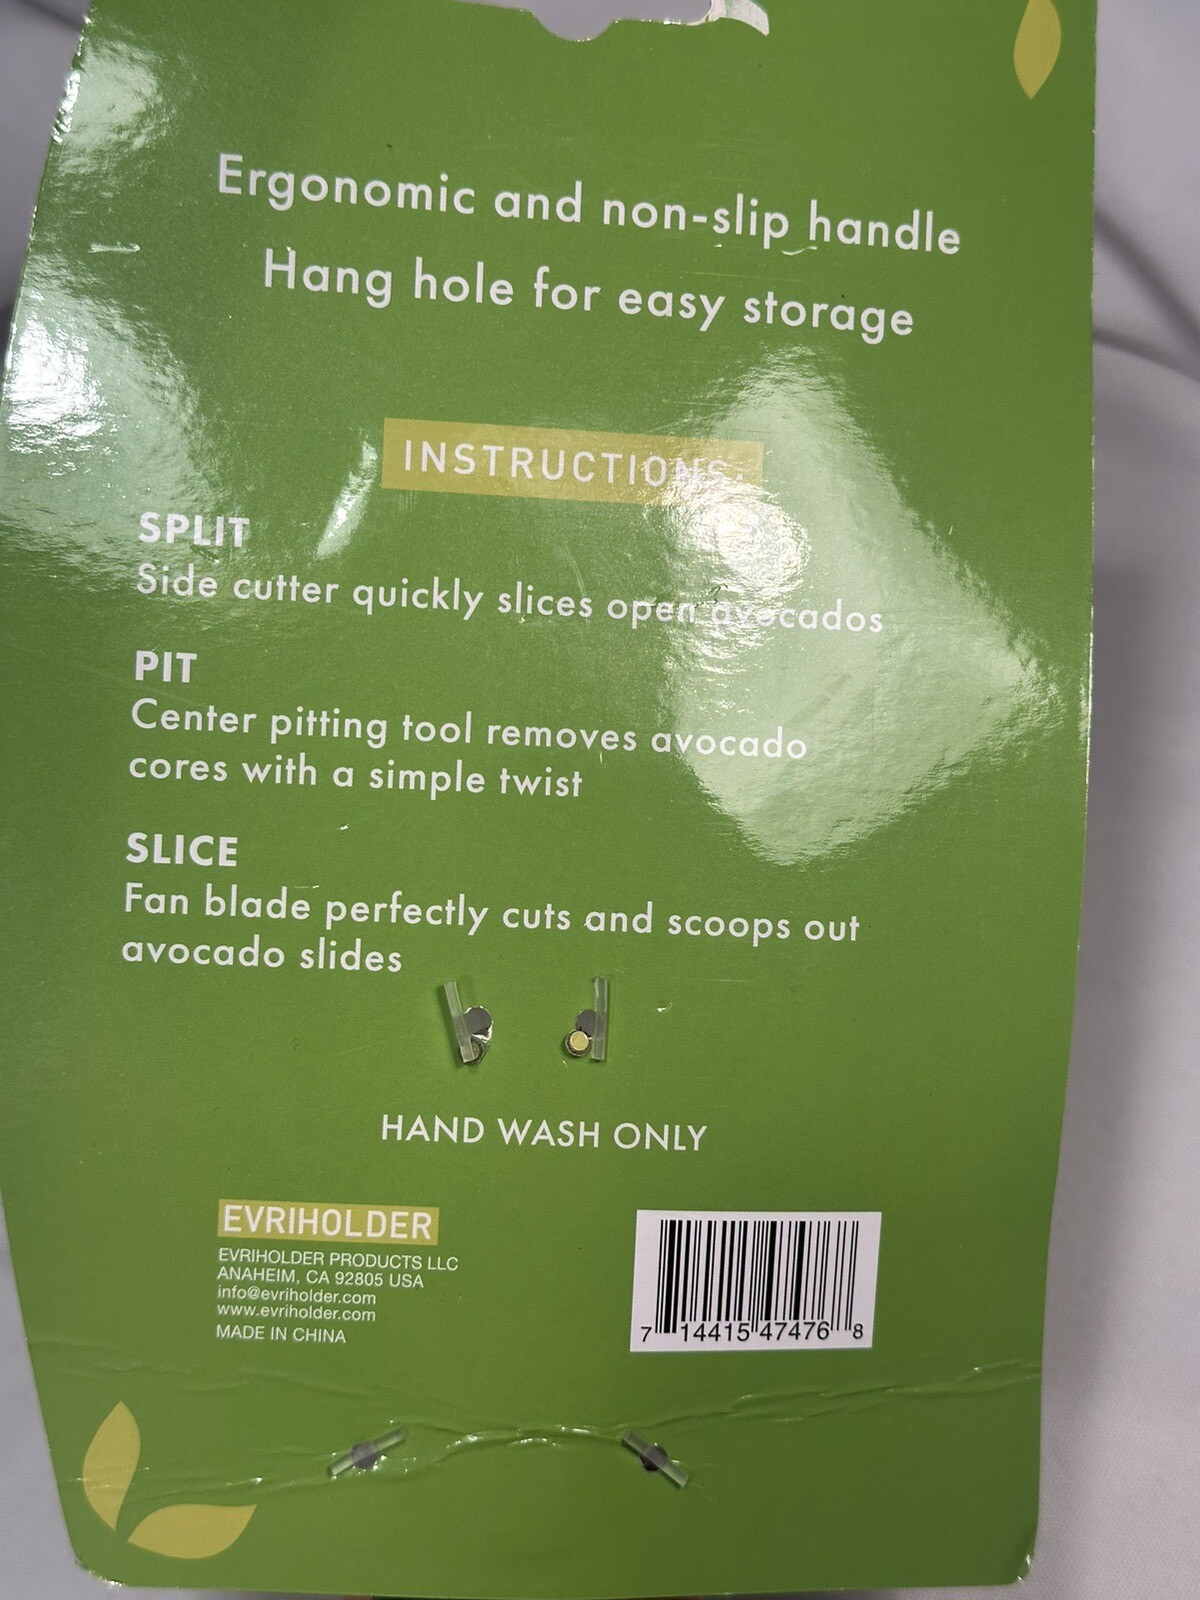 Ergonomic and non-slip handle
Hang hole for easy storage
INSTRUCTIONS:
SPLIT
Side cutter quickly slices open avocados
PIT
Center pitting tool removes avocado
cores with a simple twist
SLICE
Fan blade perfectly cuts and scoops out
avocado slides
HAND WASH ONLY
EVRIHOLDER
EVRIHOLDER PRODUCTS LLC
ANAHEIM, CA 92805 USA
info@evriholder.com
www.evriholder.com
MADE IN CHINA
7 14415 47476 8